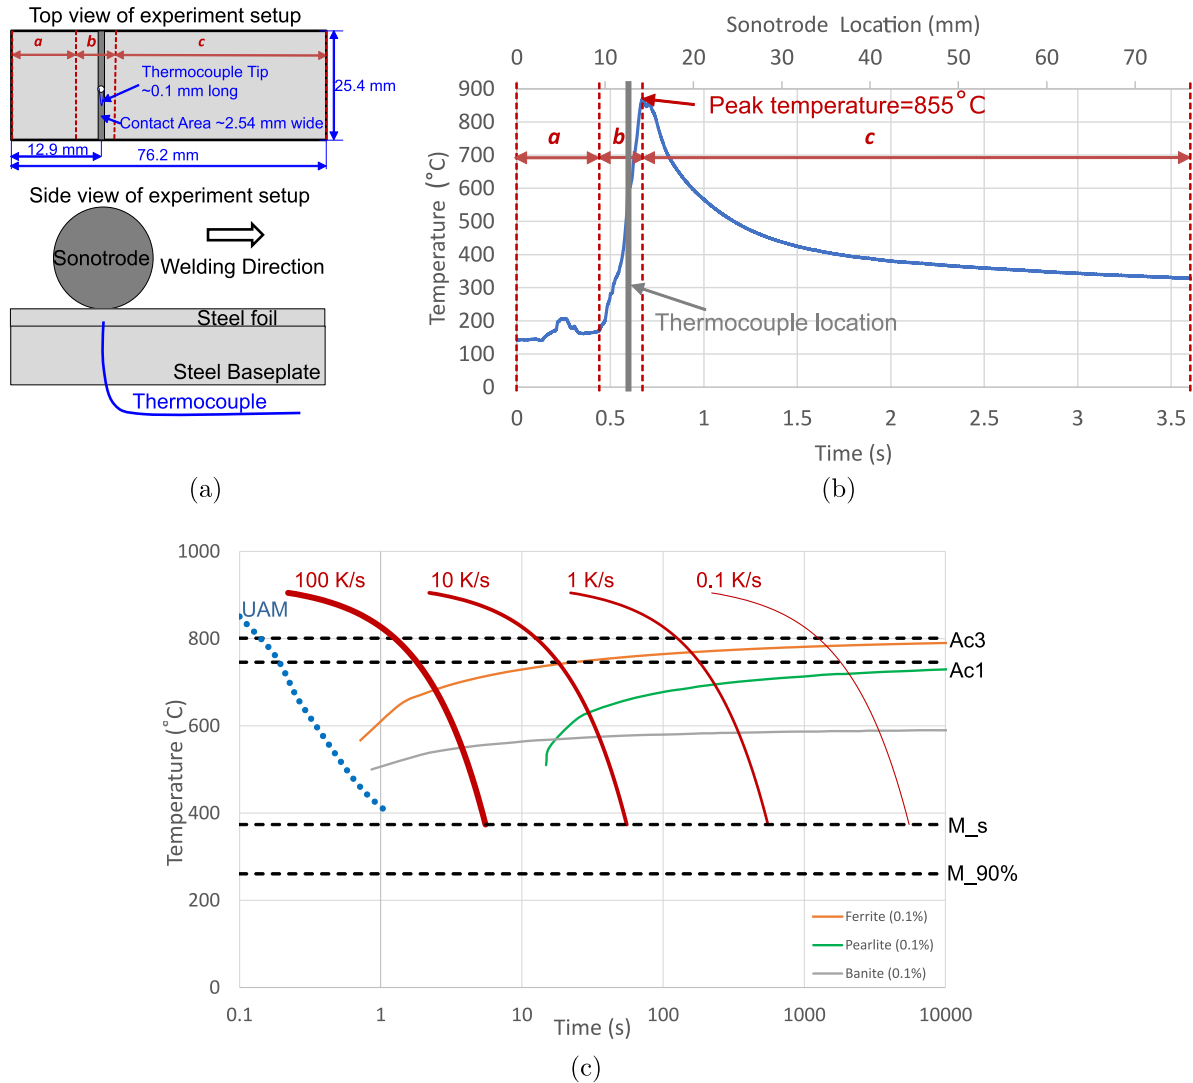 Top view of experiment setup
a
b
c
Thermocouple Tip
~0.1 mm long
Contact Area ~2.54 mm wide
25.4 mm
12.9 mm
76.2 mm
Side view of experiment setup
Sonotrode
Welding Direction
Steel foil
Steel Baseplate
Thermocouple
(a)
Sonotrode Location (mm)
0 10 20 30 40 50 60 70
900
800
700
600
500
400
300
200
100
0
Temperature (°C)
Peak temperature=855°C
a
b
c
Thermocouple location
0 0.5 1 1.5 2 2.5 3 3.5
Time (s)
(b)
1000
800
600
400
200
0
Temperature (°C)
100 K/s
10 K/s
1 K/s
0.1 K/s
UAM
Ac3
Ac1
M_s
M_90%
Ferrite (0.1%)
Pearlite (0.1%)
Banite (0.1%)
0.1 1 10 100 1000 10000
Time (s)
(c)